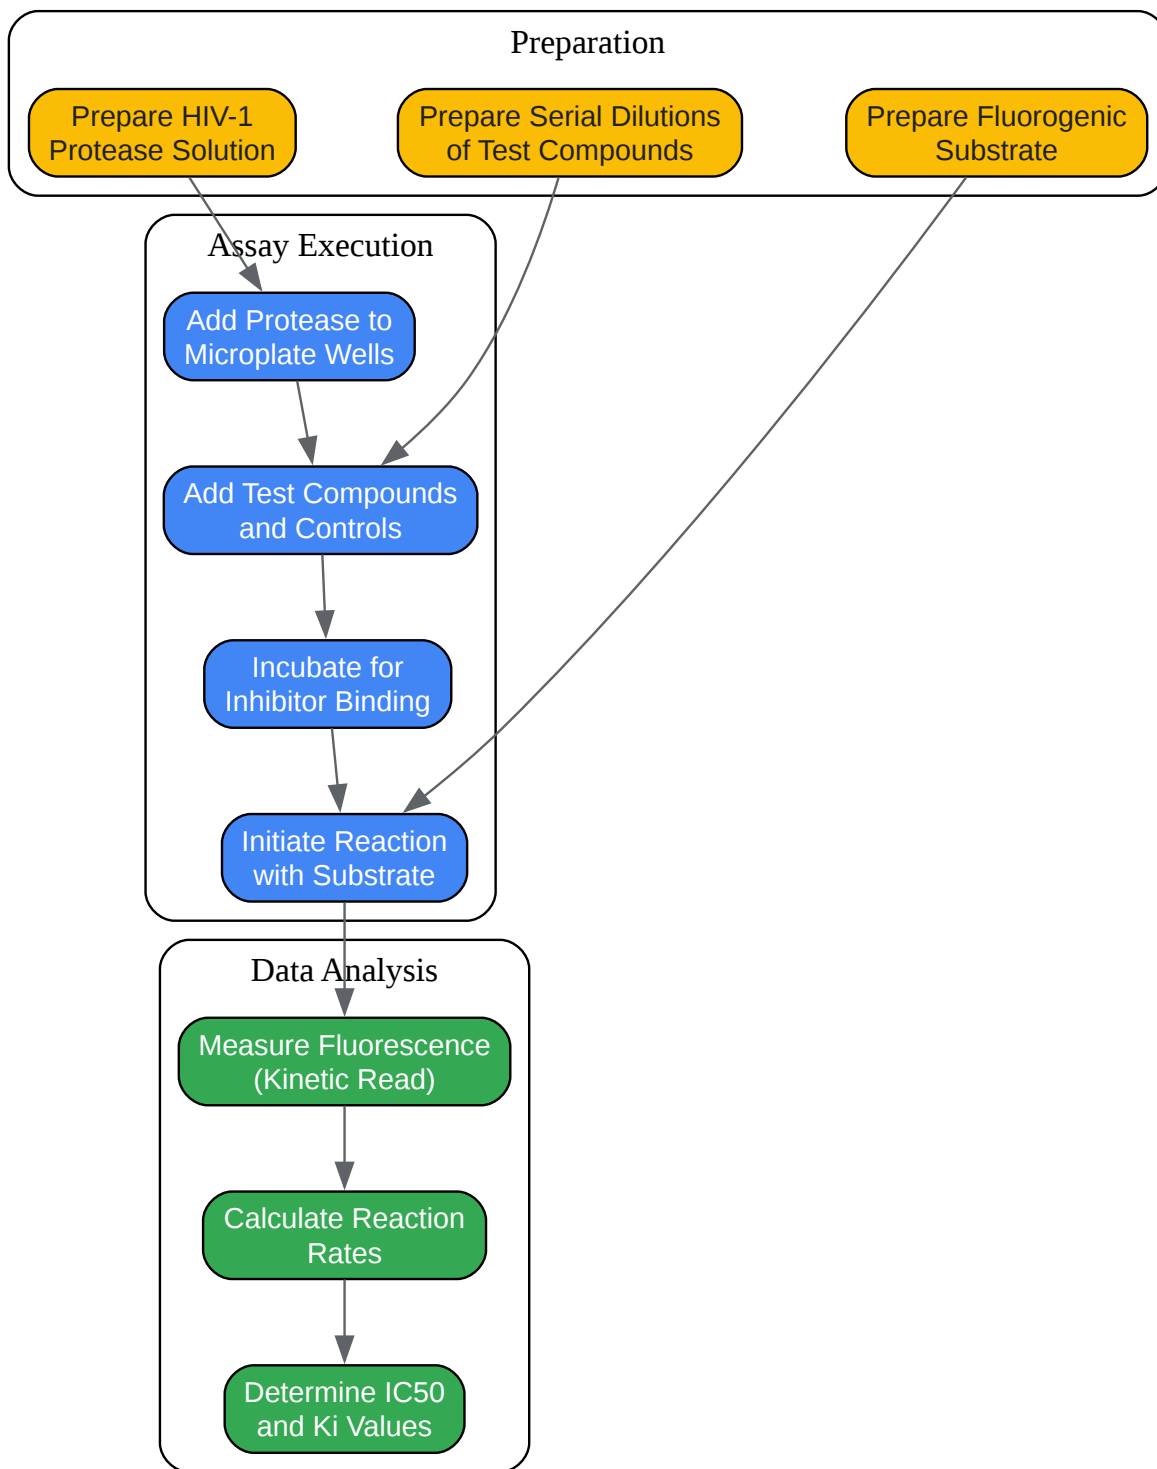 Preparation
Prepare HIV-1
Protease Solution
Prepare Serial Dilutions
of Test Compounds
Prepare Fluorogenic
Substrate
Assay Execution
Add Protease to
Microplate Wells
Add Test Compounds
and Controls
Incubate for
Inhibitor Binding
Initiate Reaction
with Substrate
Data Analysis
Measure Fluorescence
(Kinetic Read)
Calculate Reaction
Rates
Determine IC50
and Ki Values